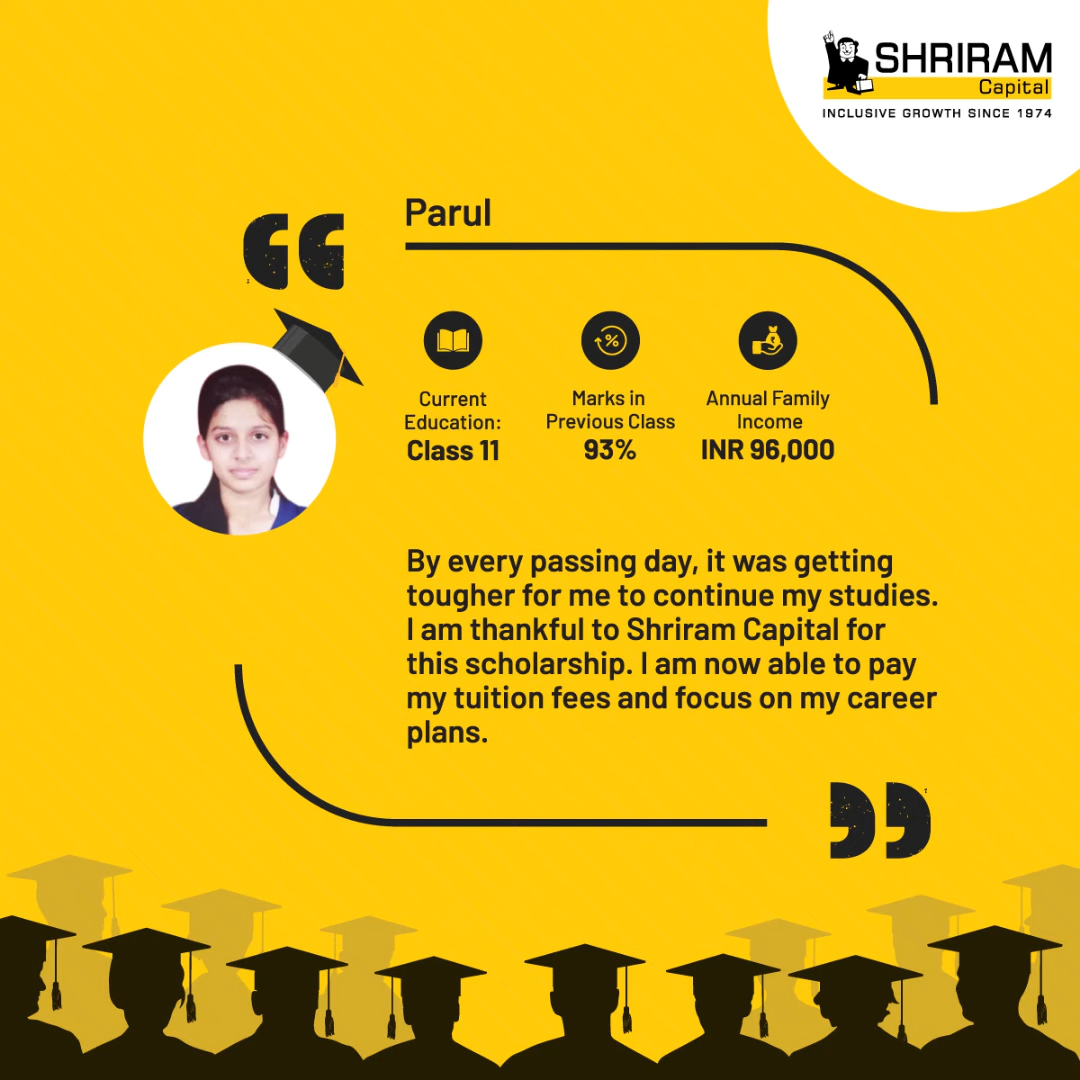 SHRIRAM
Capital
INCLUSIVE GROWTH SINCE 1974
Parul
Current
Education:
Class 11
Marks in
Previous Class
93%
Annual Family
Income
INR 96,000
By every passing day, it was getting
tougher for me to continue my studies.
I am thankful to Shriram Capital for
this scholarship. I am now able to pay
my tuition fees and focus on my career
plans.